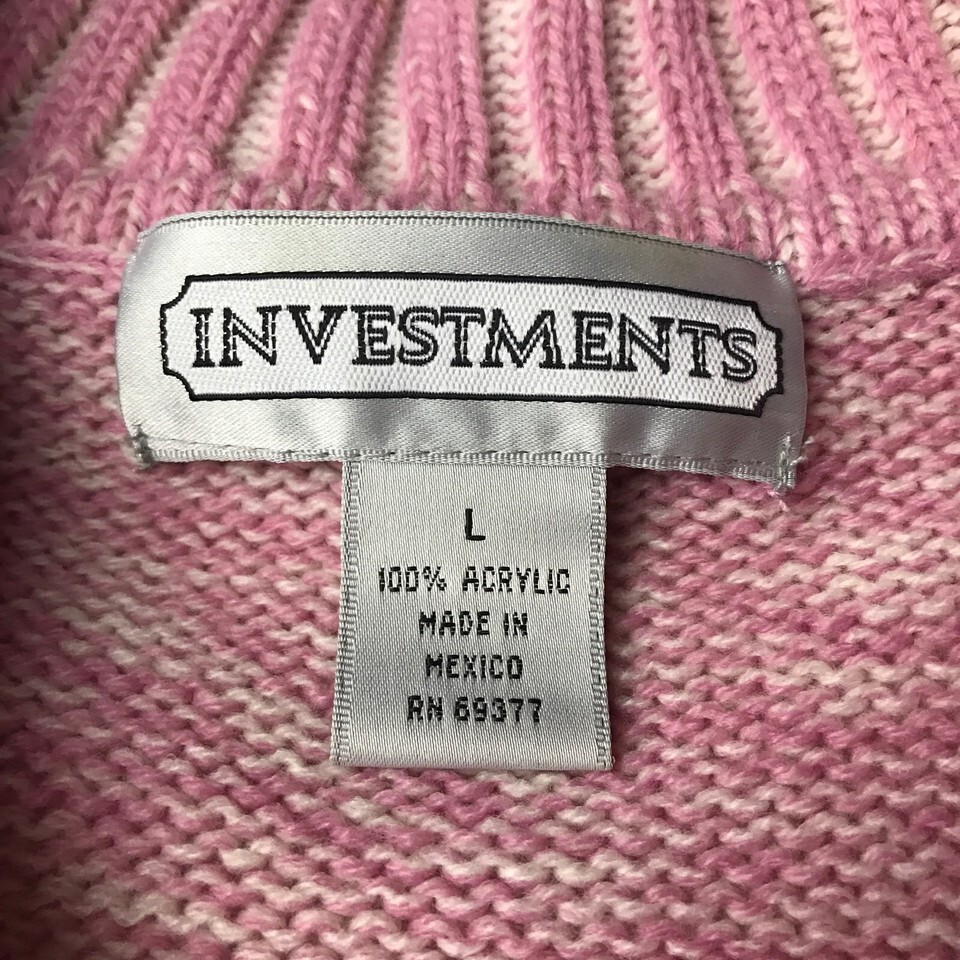 INVESTMENTS
L
100% ACRYLIC
MADE IN
MEXICO
RN 69377